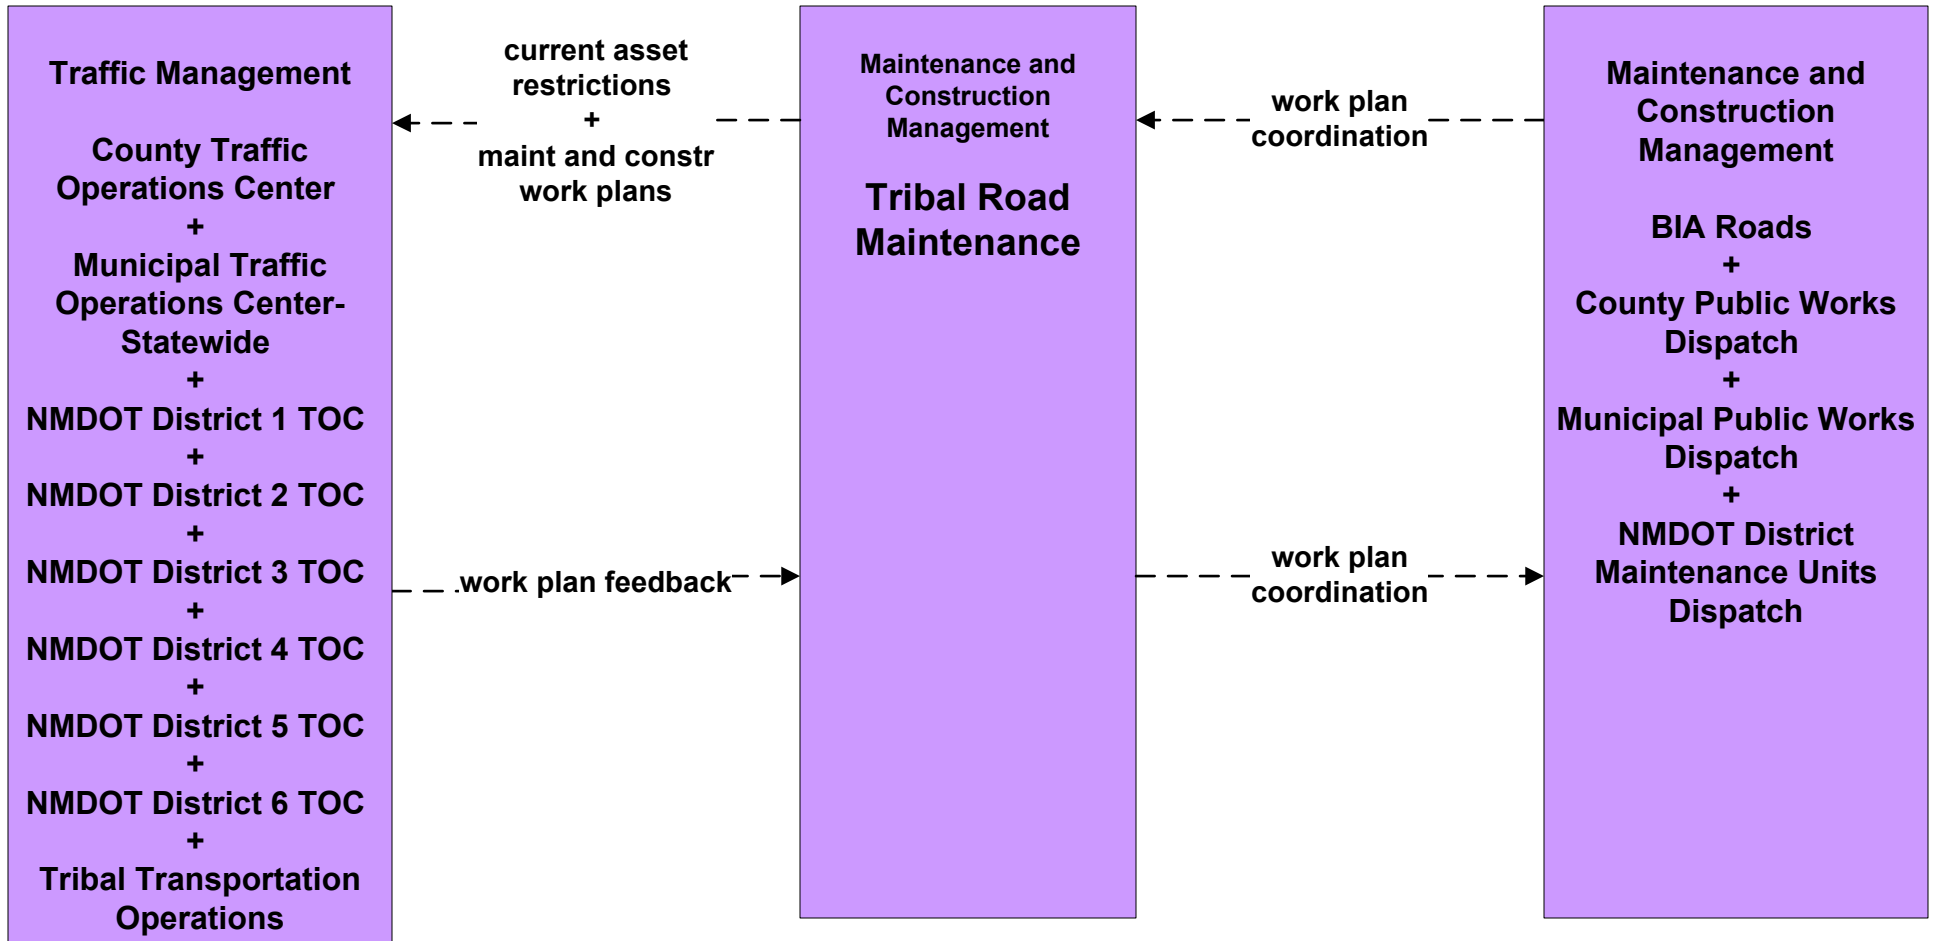 Traffic Management
County Traffic
Operations Center
+
Municipal Traffic
Operations Center-
Statewide
+
NMDOT District 1 TOC
+
NMDOT District 2 TOC
+
NMDOT District 3 TOC
+
NMDOT District 4 TOC
+
NMDOT District 5 TOC
+
NMDOT District 6 TOC
+
Tribal Transportation
Operations
current asset
restrictions
+
maint and constr
work plans
work plan feedback
Maintenance and
Construction
Management
Tribal Road
Maintenance
work plan
coordination
work plan
coordination
Maintenance and
Construction
Management
BIA Roads
+
County Public Works
Dispatch
+
Municipal Public Works
Dispatch
+
NMDOT District
Maintenance Units
Dispatch